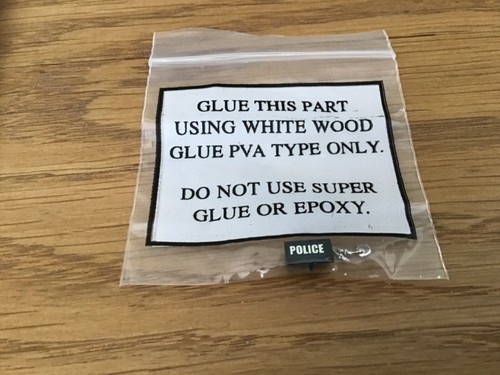 GLUE THIS PART
USING WHITE WOOD
GLUE PVA TYPE ONLY.
DO NOT USE SUPER
GLUE OR EPOXY.
POLICE